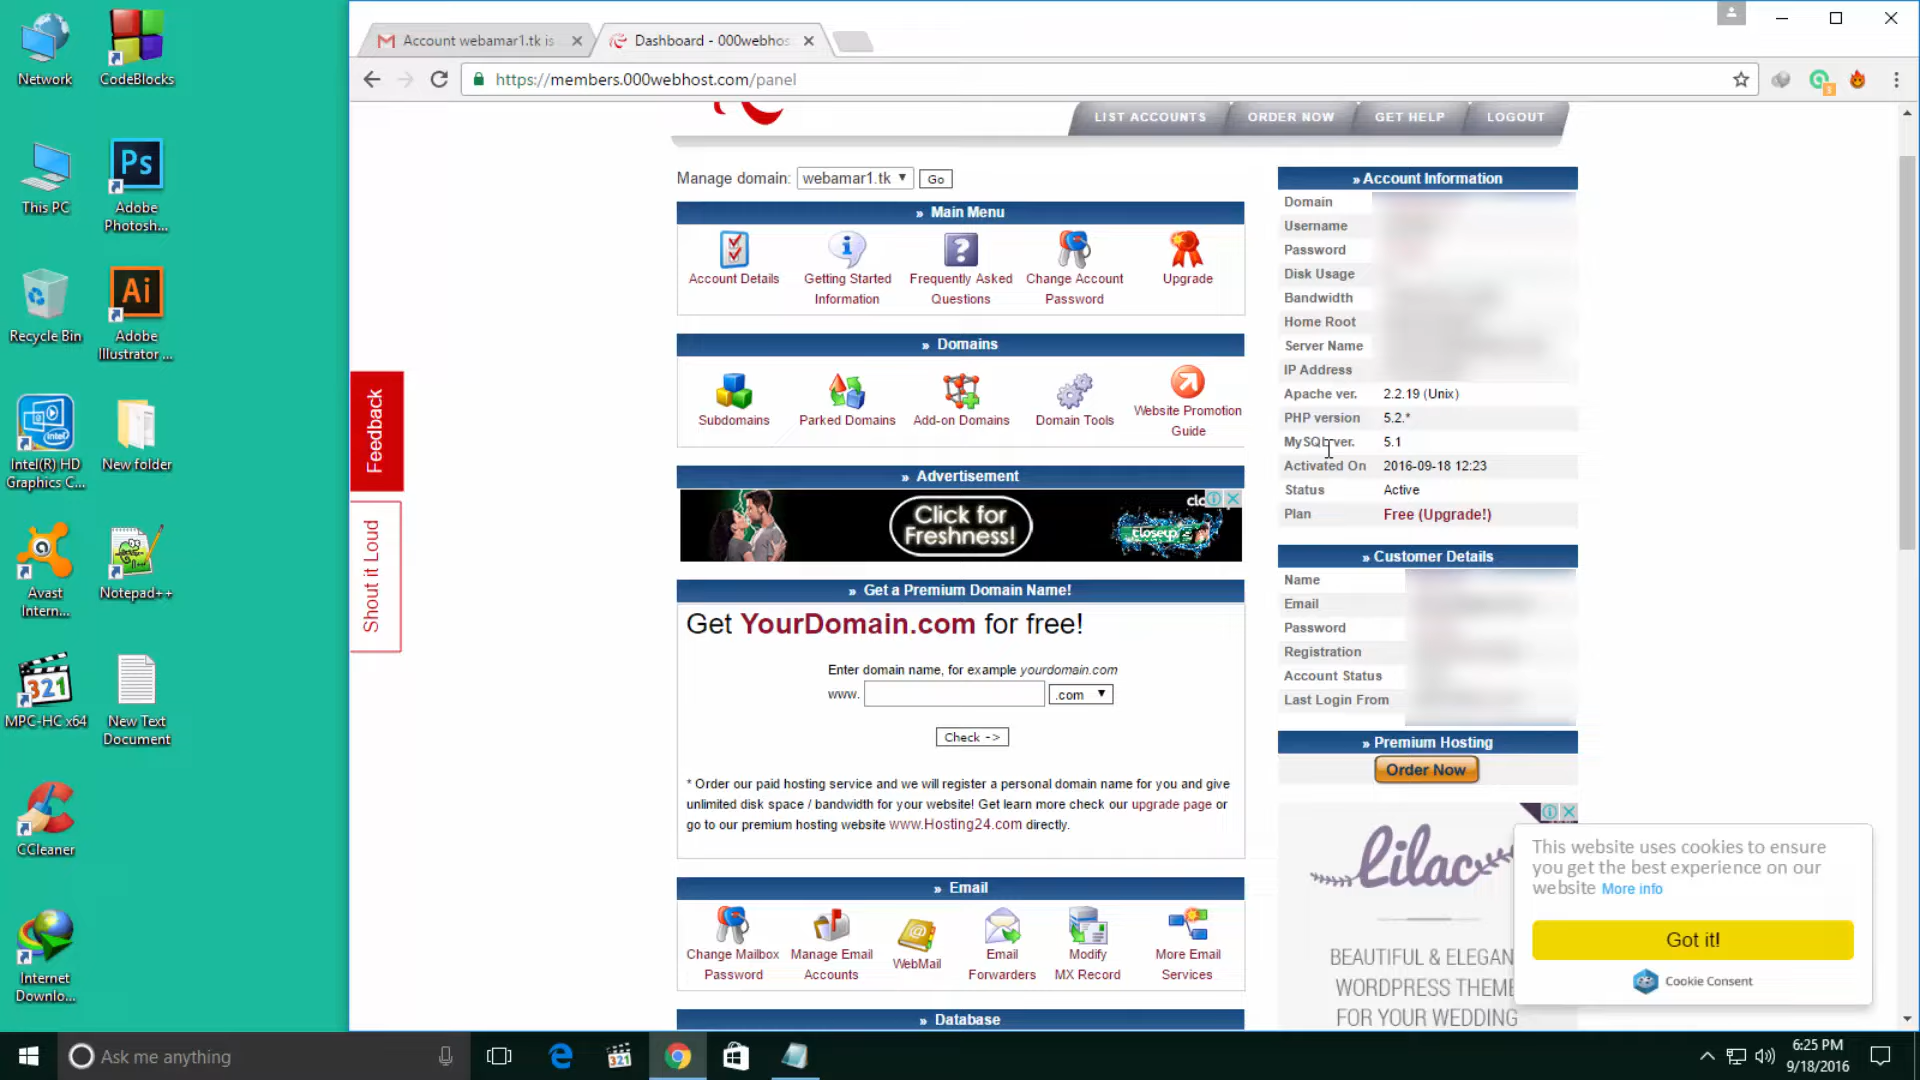 Network
CodeBlocks
This PC
Adobe
Photosh...
Recycle Bin
Adobe
Illustrator ...
Intel(R) HD
Graphics C...
New folder
Avast
Intern...
Notepad++
MPC-HC x64
New Text
Document
CCleaner
Internet
Downlo...
Account webamar1.tk is
Dashboard - 000webhos
https://members.000webhost.com/panel
LIST ACCOUNTS
ORDER NOW
GET HELP
LOGOUT
Feedback
Shout it Loud
Manage domain: webamar1.tk Go
» Main Menu
Account Details
Getting Started
Information
Frequently Asked
Questions
Change Account
Password
Upgrade
» Domains
Subdomains
Parked Domains
Add-on Domains
Domain Tools
Website Promotion
Guide
» Advertisement
Click for
Freshness!
closeup
» Get a Premium Domain Name!
Get YourDomain.com for free!
Enter domain name, for example yourdomain.com
www. .com
Check ->
* Order our paid hosting service and we will register a personal domain name for you and give
unlimited disk space / bandwidth for your website! Get learn more check our upgrade page or
go to our premium hosting website www.Hosting24.com directly.
» Email
Change Mailbox
Password
Manage Email
Accounts
WebMail
Email
Forwarders
Modify
MX Record
More Email
Services
» Database
» Account Information
Domain
Username
Password
Disk Usage
Bandwidth
Home Root
Server Name
IP Address
Apache ver. 2.2.19 (Unix)
PHP version 5.2.*
MySQL ver. 5.1
Activated On 2016-09-18 12:23
Status Active
Plan Free (Upgrade!)
» Customer Details
Name
Email
Password
Registration
Account Status
Last Login From
» Premium Hosting
Order Now
Lilac
BEAUTIFUL & ELEGAN
WORDPRESS THEME
FOR YOUR WEDDING
This website uses cookies to ensure
you get the best experience on our
website More info
Got it!
Cookie Consent
Ask me anything
6:25 PM
9/18/2016